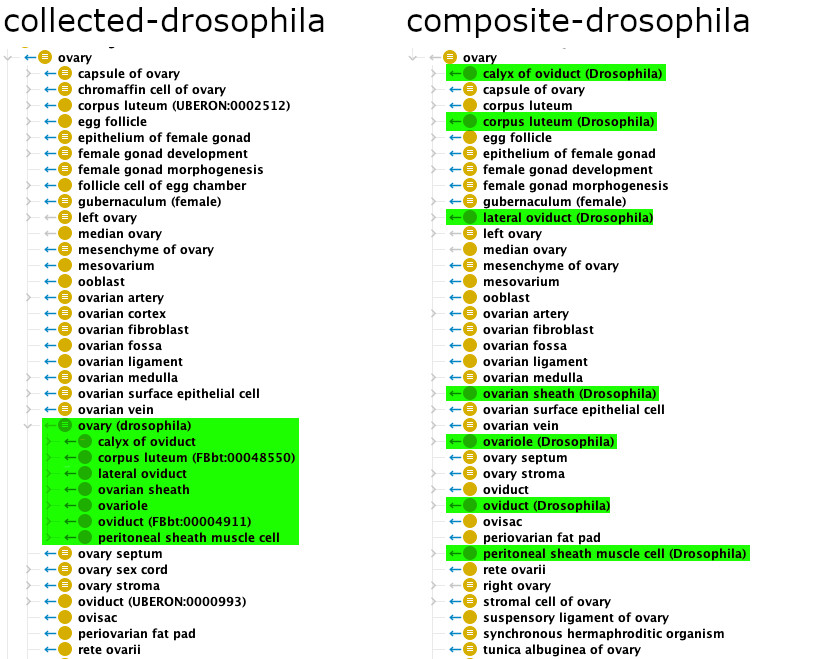 collected-drosophila
ovary
capsule of ovary
chromaffin cell of ovary
corpus luteum (UBERON:0002512)
egg follicle
epithelium of female gonad
female gonad development
female gonad morphogenesis
follicle cell of egg chamber
gubernaculum (female)
left ovary
median ovary
mesenchyme of ovary
mesovarium
ooblast
ovarian artery
ovarian cortex
ovarian fibroblast
ovarian fossa
ovarian ligament
ovarian medulla
ovarian surface epithelial cell
ovarian vein
ovary (drosophila)
calyx of oviduct
corpus luteum (FBbt:00048550)
lateral oviduct
ovarian sheath
ovariole
oviduct (FBbt:00004911)
peritoneal sheath muscle cell
ovary septum
ovary sex cord
ovary stroma
oviduct (UBERON:0000993)
ovisac
periovarian fat pad
rete ovarii
composite-drosophila
ovary
calyx of oviduct (Drosophila)
capsule of ovary
corpus luteum
corpus luteum (Drosophila)
egg follicle
epithelium of female gonad
female gonad development
female gonad morphogenesis
gubernaculum (female)
lateral oviduct (Drosophila)
left ovary
median ovary
mesenchyme of ovary
mesovarium
ooblast
ovarian artery
ovarian fibroblast
ovarian fossa
ovarian ligament
ovarian medulla
ovarian sheath (Drosophila)
ovarian surface epithelial cell
ovarian vein
ovariole (Drosophila)
ovary septum
ovary stroma
oviduct
oviduct (Drosophila)
ovisac
periovarian fat pad
peritoneal sheath muscle cell (Drosophila)
rete ovarii
right ovary
stromal cell of ovary
suspensory ligament of ovary
synchronous hermaphroditic organism
tunica albuginea of ovary